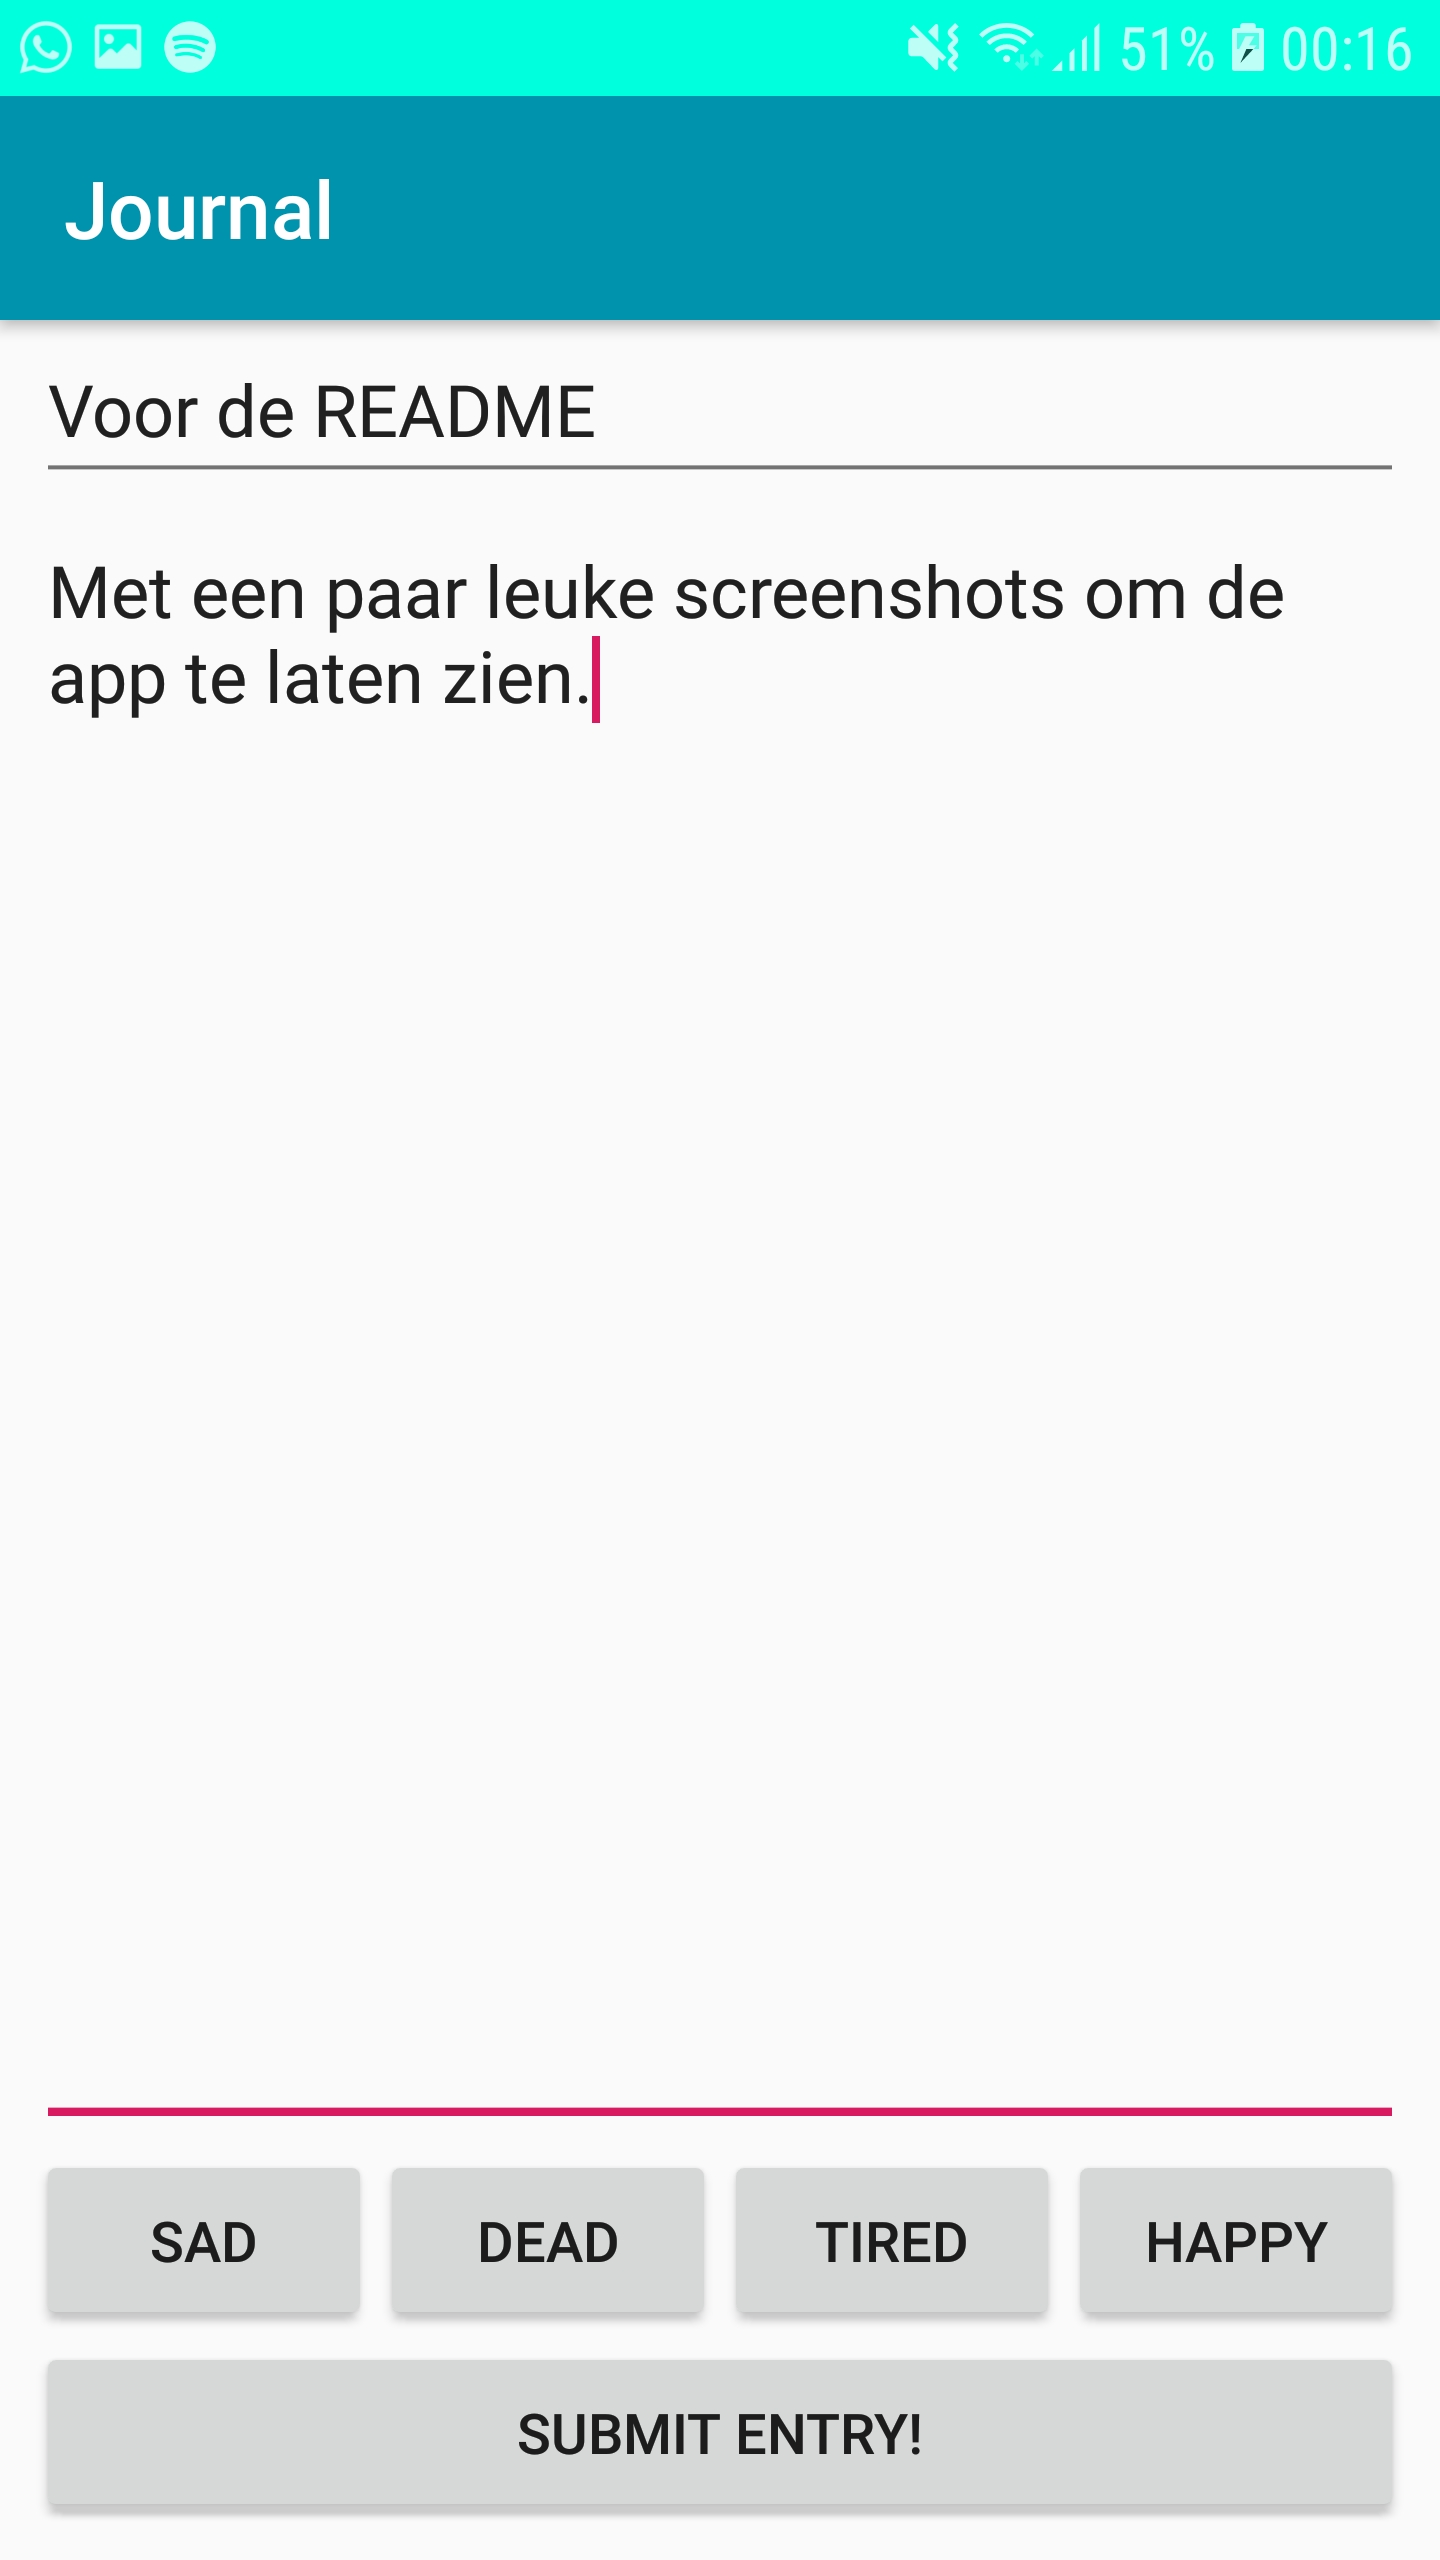 51% 00:16
Journal
Voor de README
Met een paar leuke screenshots om de
app te laten zien.
SAD DEAD TIRED HAPPY
SUBMIT ENTRY!